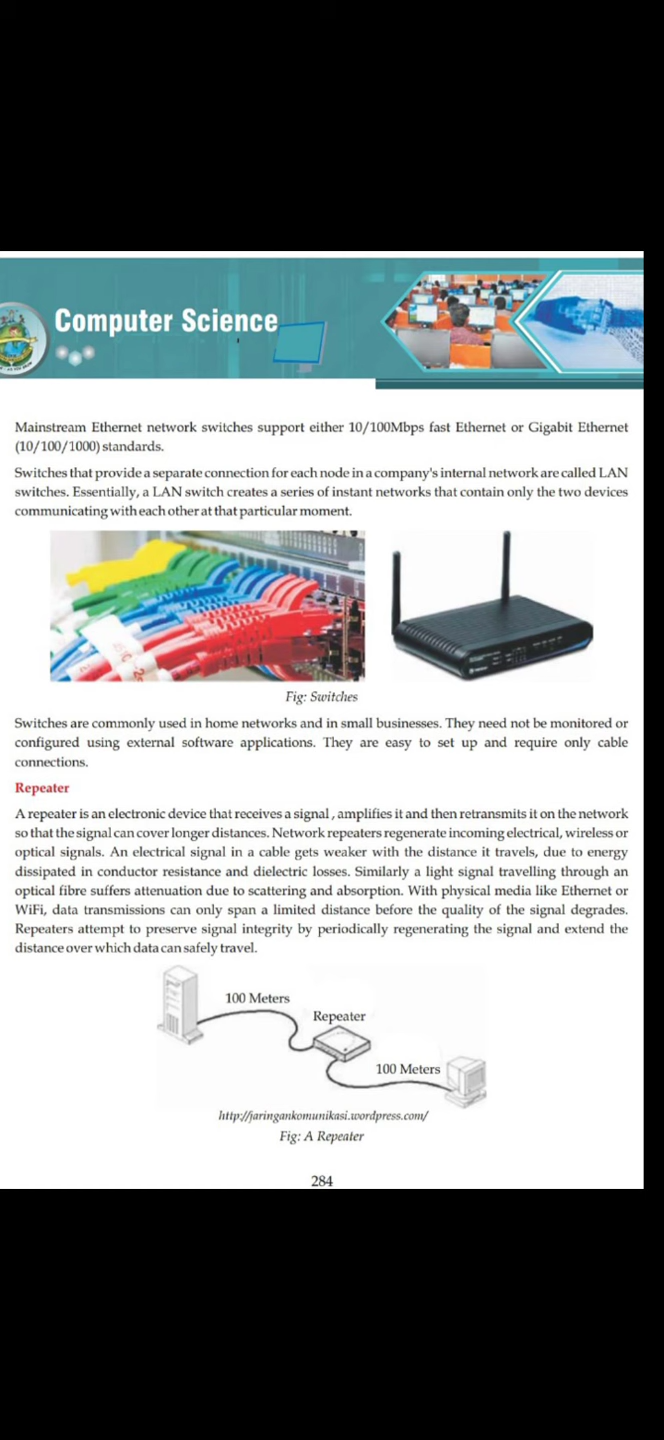 Computer Science
Mainstream Ethernet network switches support either 10/100Mbps fast Ethernet or Gigabit Ethernet
(10/100/1000) standards.
Switches that provide a separate connection for each node in a company's internal network are called LAN
switches. Essentially, a LAN switch creates a series of instant networks that contain only the two devices
communicating with each other at that particular moment.
Fig: Switches
Switches are commonly used in home networks and in small businesses. They need not be monitored or
configured using external software applications. They are easy to set up and require only cable
connections.
Repeater
A repeater is an electronic device that receives a signal , amplifies it and then retransmits it on the network
so that the signal can cover longer distances. Network repeaters regenerate incoming electrical, wireless or
optical signals. An electrical signal in a cable gets weaker with the distance it travels, due to energy
dissipated in conductor resistance and dielectric losses. Similarly a light signal travelling through an
optical fibre suffers attenuation due to scattering and absorption. With physical media like Ethernet or
WiFi, data transmissions can only span a limited distance before the quality of the signal degrades.
Repeaters attempt to preserve signal integrity by periodically regenerating the signal and extend the
distance over which data can safely travel.
100 Meters
Repeater
100 Meters
http://jaringankomunikasi.wordpress.com/
Fig: A Repeater
284